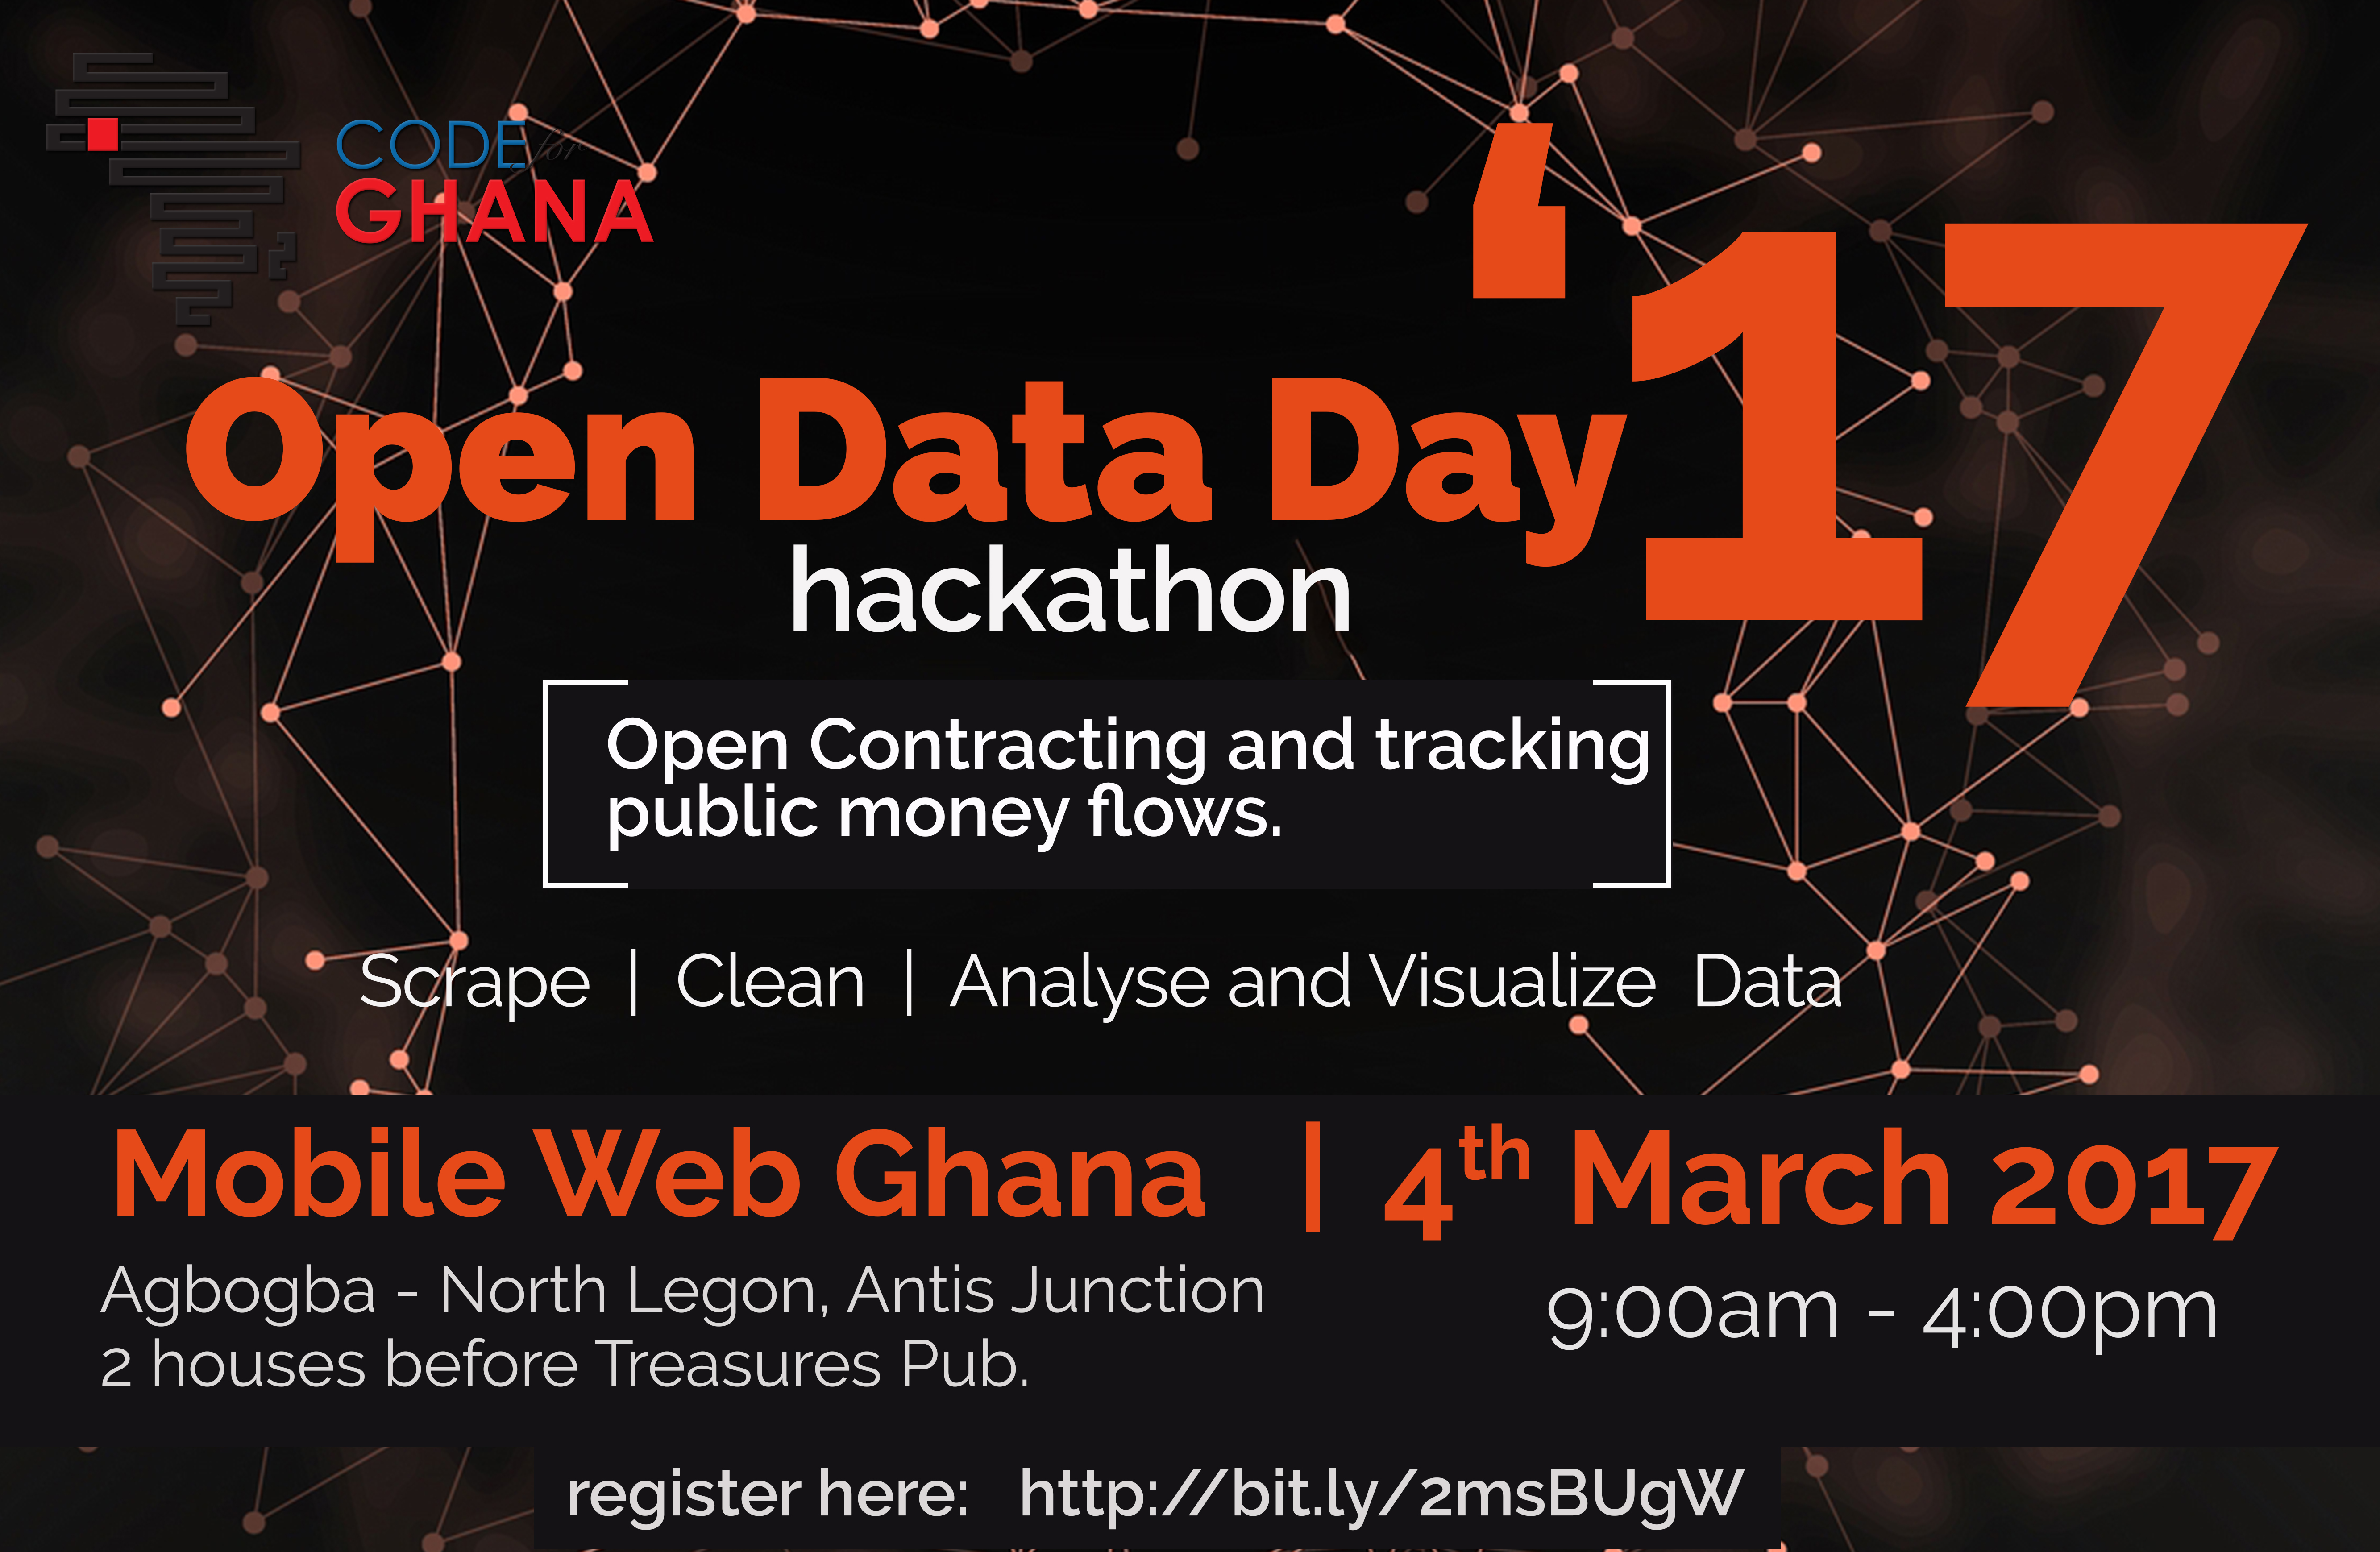 CODE for
GHANA
Open Data Day ‘17
hackathon
Open Contracting and tracking
public money flows.
Scrape | Clean | Analyse and Visualize Data
Mobile Web Ghana | 4th March 2017
Agbogba - North Legon, Antis Junction
2 houses before Treasures Pub.
9:00am - 4:00pm
register here: http://bit.ly/2msBUgW